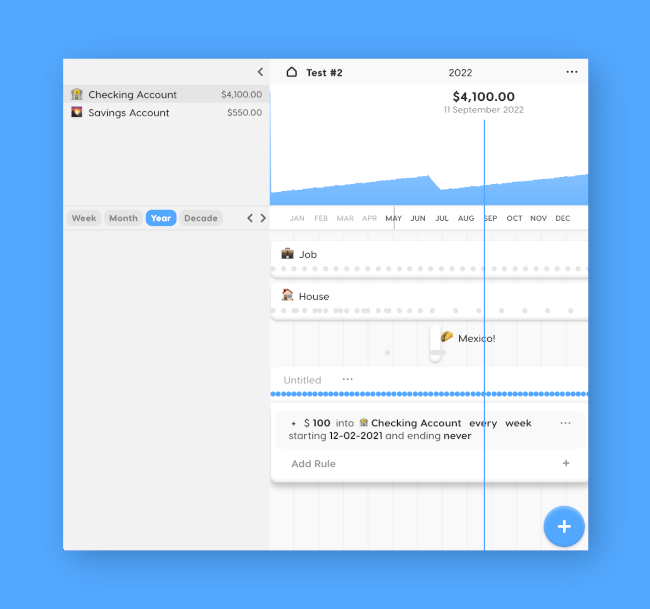 Test #2
2022
Checking Account $4,100.00
Savings Account $550.00
$4,100.00
11 September 2022
Week Month Year Decade
JAN FEB MAR APR MAY JUN JUL AUG SEP OCT NOV DEC
Job
House
Mexico!
Untitled
+ $ 100 into Checking Account every week
starting 12-02-2021 and ending never
Add Rule +
+